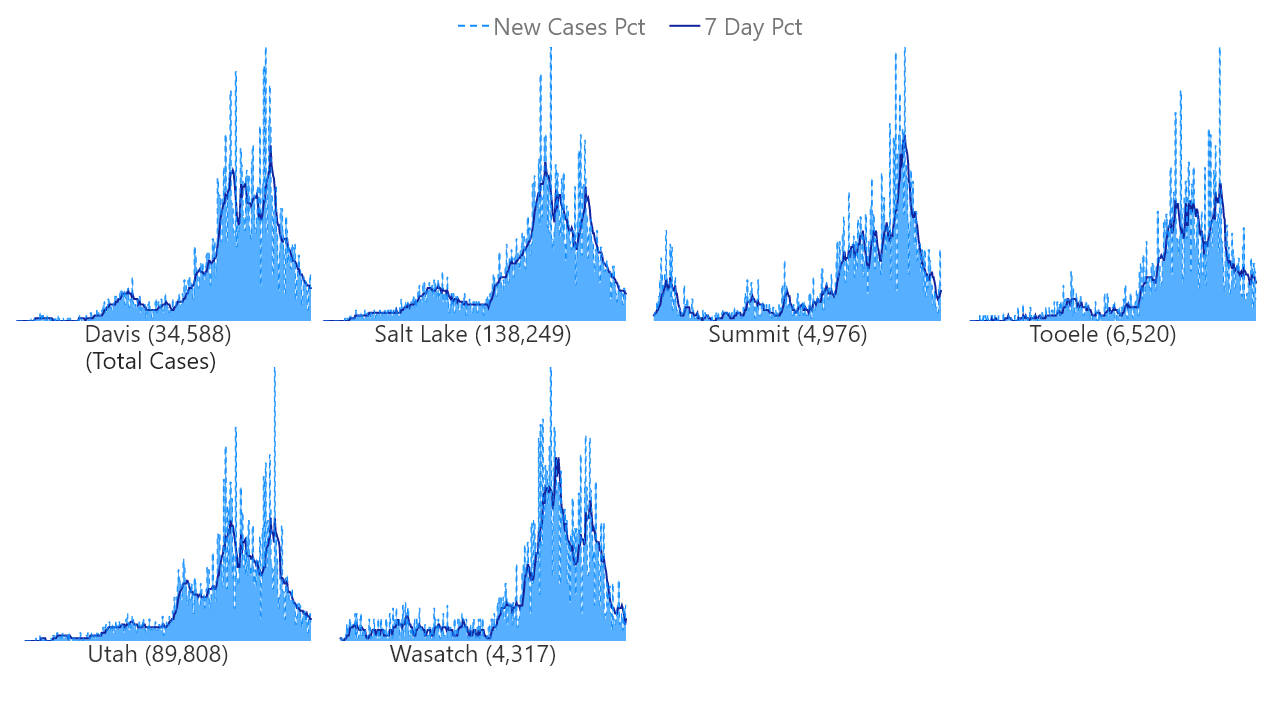 New Cases Pct 7 Day Pct
Davis (34,588)
(Total Cases)
Salt Lake (138,249)
Summit (4,976)
Tooele (6,520)
Utah (89,808)
Wasatch (4,317)